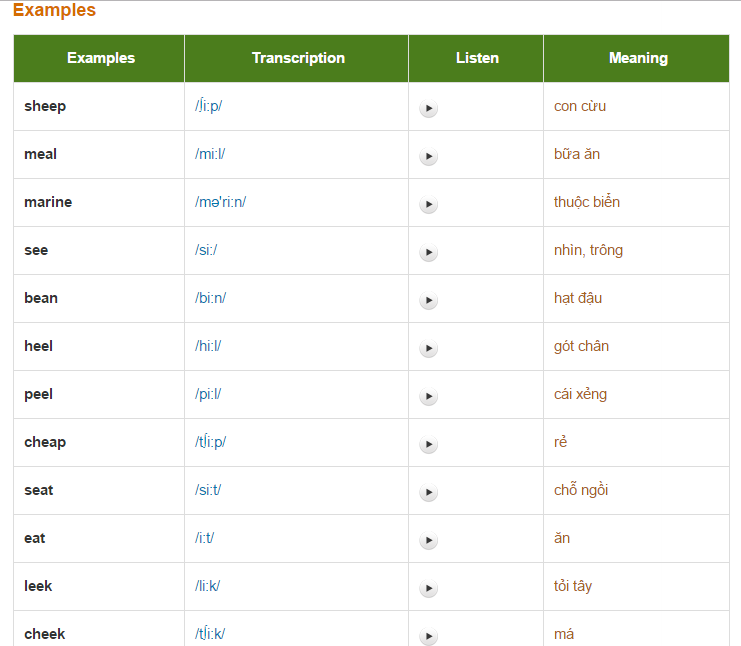 Examples
Examples Transcription Listen Meaning
sheep /ʃi:p/ con cừu
meal /mi:l/ bữa ăn
marine /mə'ri:n/ thuộc biển
see /si:/ nhìn, trông
bean /bi:n/ hạt đậu
heel /hi:l/ gót chân
peel /pi:l/ cái xẻng
cheap /tʃi:p/ rẻ
seat /si:t/ chỗ ngồi
eat /i:t/ ăn
leek /li:k/ tỏi tây
cheek /tʃi:k/ má